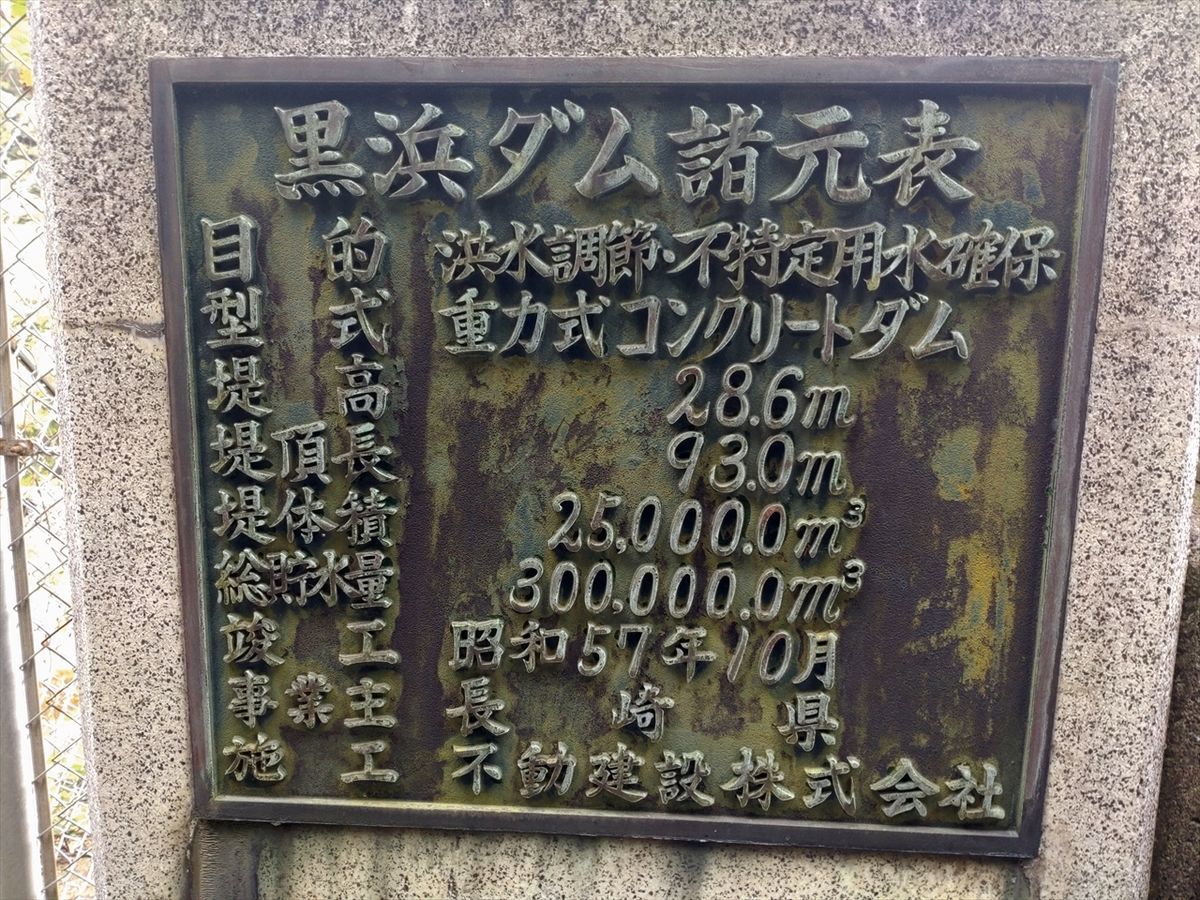 黒浜ダム諸元表
目的 洪水調節・不特定用水確保
型式 重力式コンクリートダム
堤高 28.6m
堤頂長 93.0m
堤体積 25,000.0m³
総貯水量 300,000.0m³
竣工 昭和57年10月
事業主 長崎県
施工 不動建設株式会社